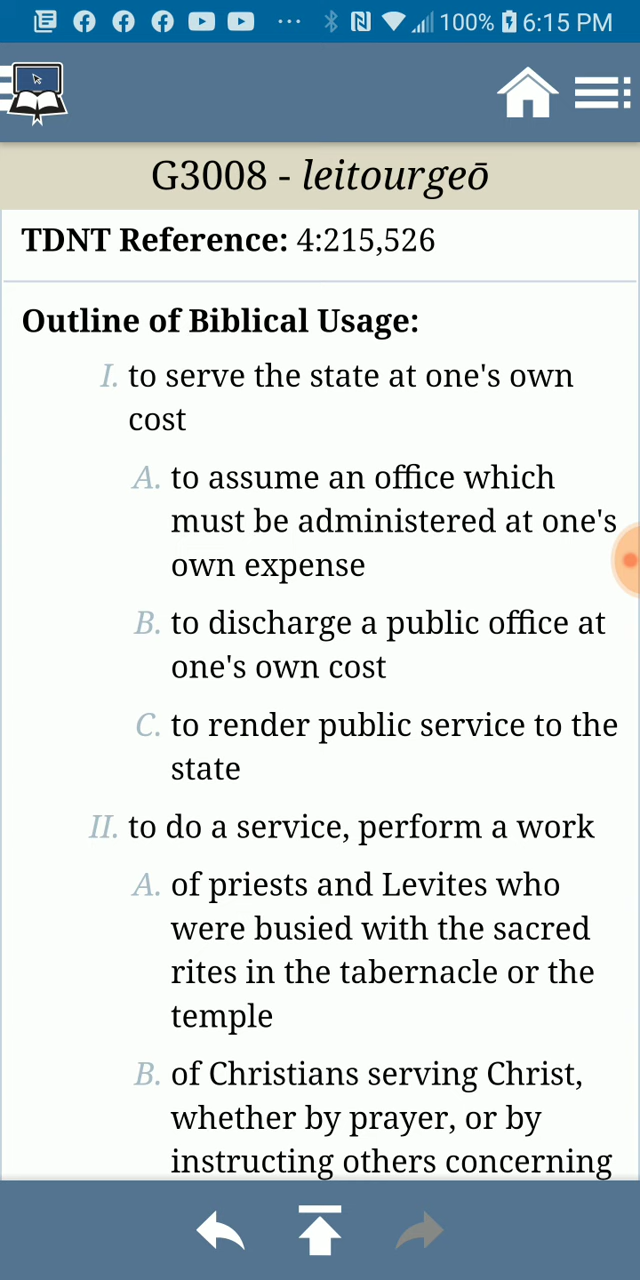 100% 6:15 PM
G3008 - leitourgeō
TDNT Reference: 4:215,526
Outline of Biblical Usage:
I. to serve the state at one's own
cost
A. to assume an office which
must be administered at one's
own expense
B. to discharge a public office at
one's own cost
C. to render public service to the
state
II. to do a service, perform a work
A. of priests and Levites who
were busied with the sacred
rites in the tabernacle or the
temple
B. of Christians serving Christ,
whether by prayer, or by
instructing others concerning